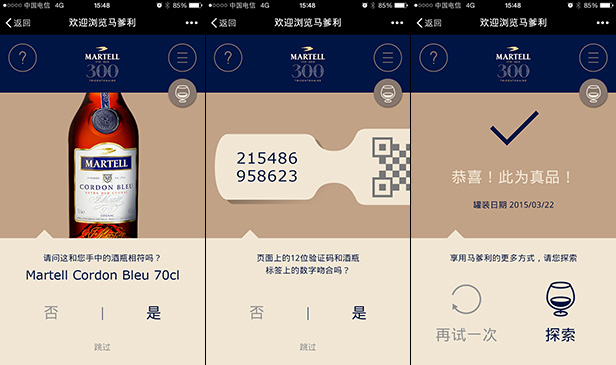 中国电信 4G 15:48 85%
返回 欢迎浏览马爹利
?
MARTELL
300
TRICENTENAIRE
MARTELL
CORDON BLEU
COGNAC
请问这和您手中的酒瓶相符吗？
Martell Cordon Bleu 70cl
否 | 是
跳过
中国电信 4G 15:48 85%
返回 欢迎浏览马爹利
?
MARTELL
300
TRICENTENAIRE
215486
958623
页面上的12位验证码和酒瓶
标签上的数字吻合吗？
否 | 是
跳过
中国电信 4G 15:48 85%
返回 欢迎浏览马爹利
?
MARTELL
300
TRICENTENAIRE
恭喜！此为真品！
罐装日期 2015/03/22
享用马爹利的更多方式，请您探索
再试一次 探索